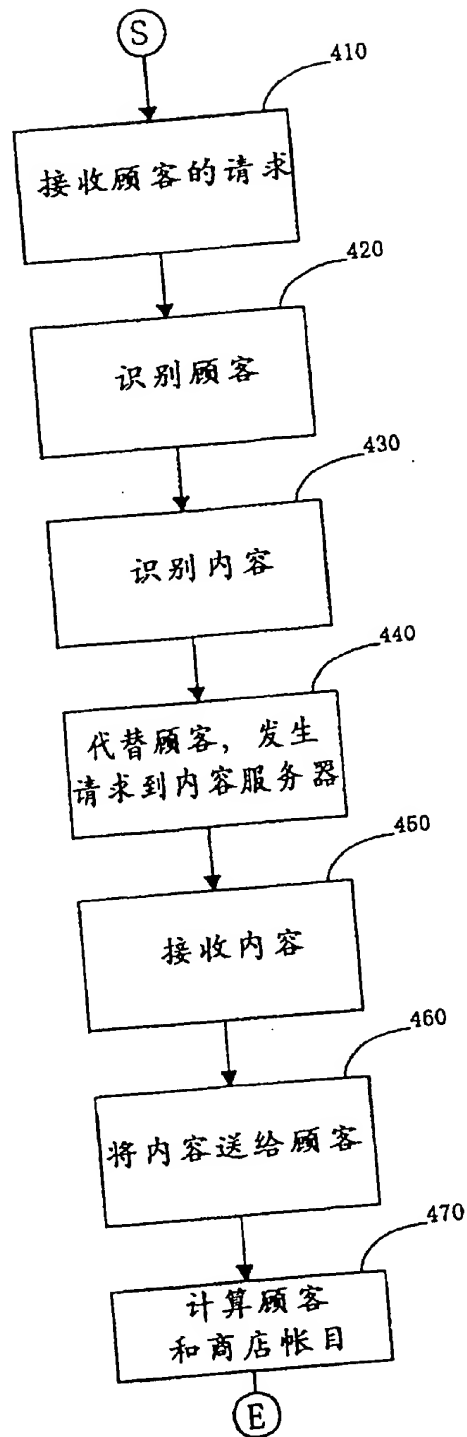 S
410
接收顾客的请求
420
识别顾客
430
识别内容
440
代替顾客，发生
请求到内容服务器
450
接收内容
460
将内容送给顾客
470
计算顾客
和商店帐目
E